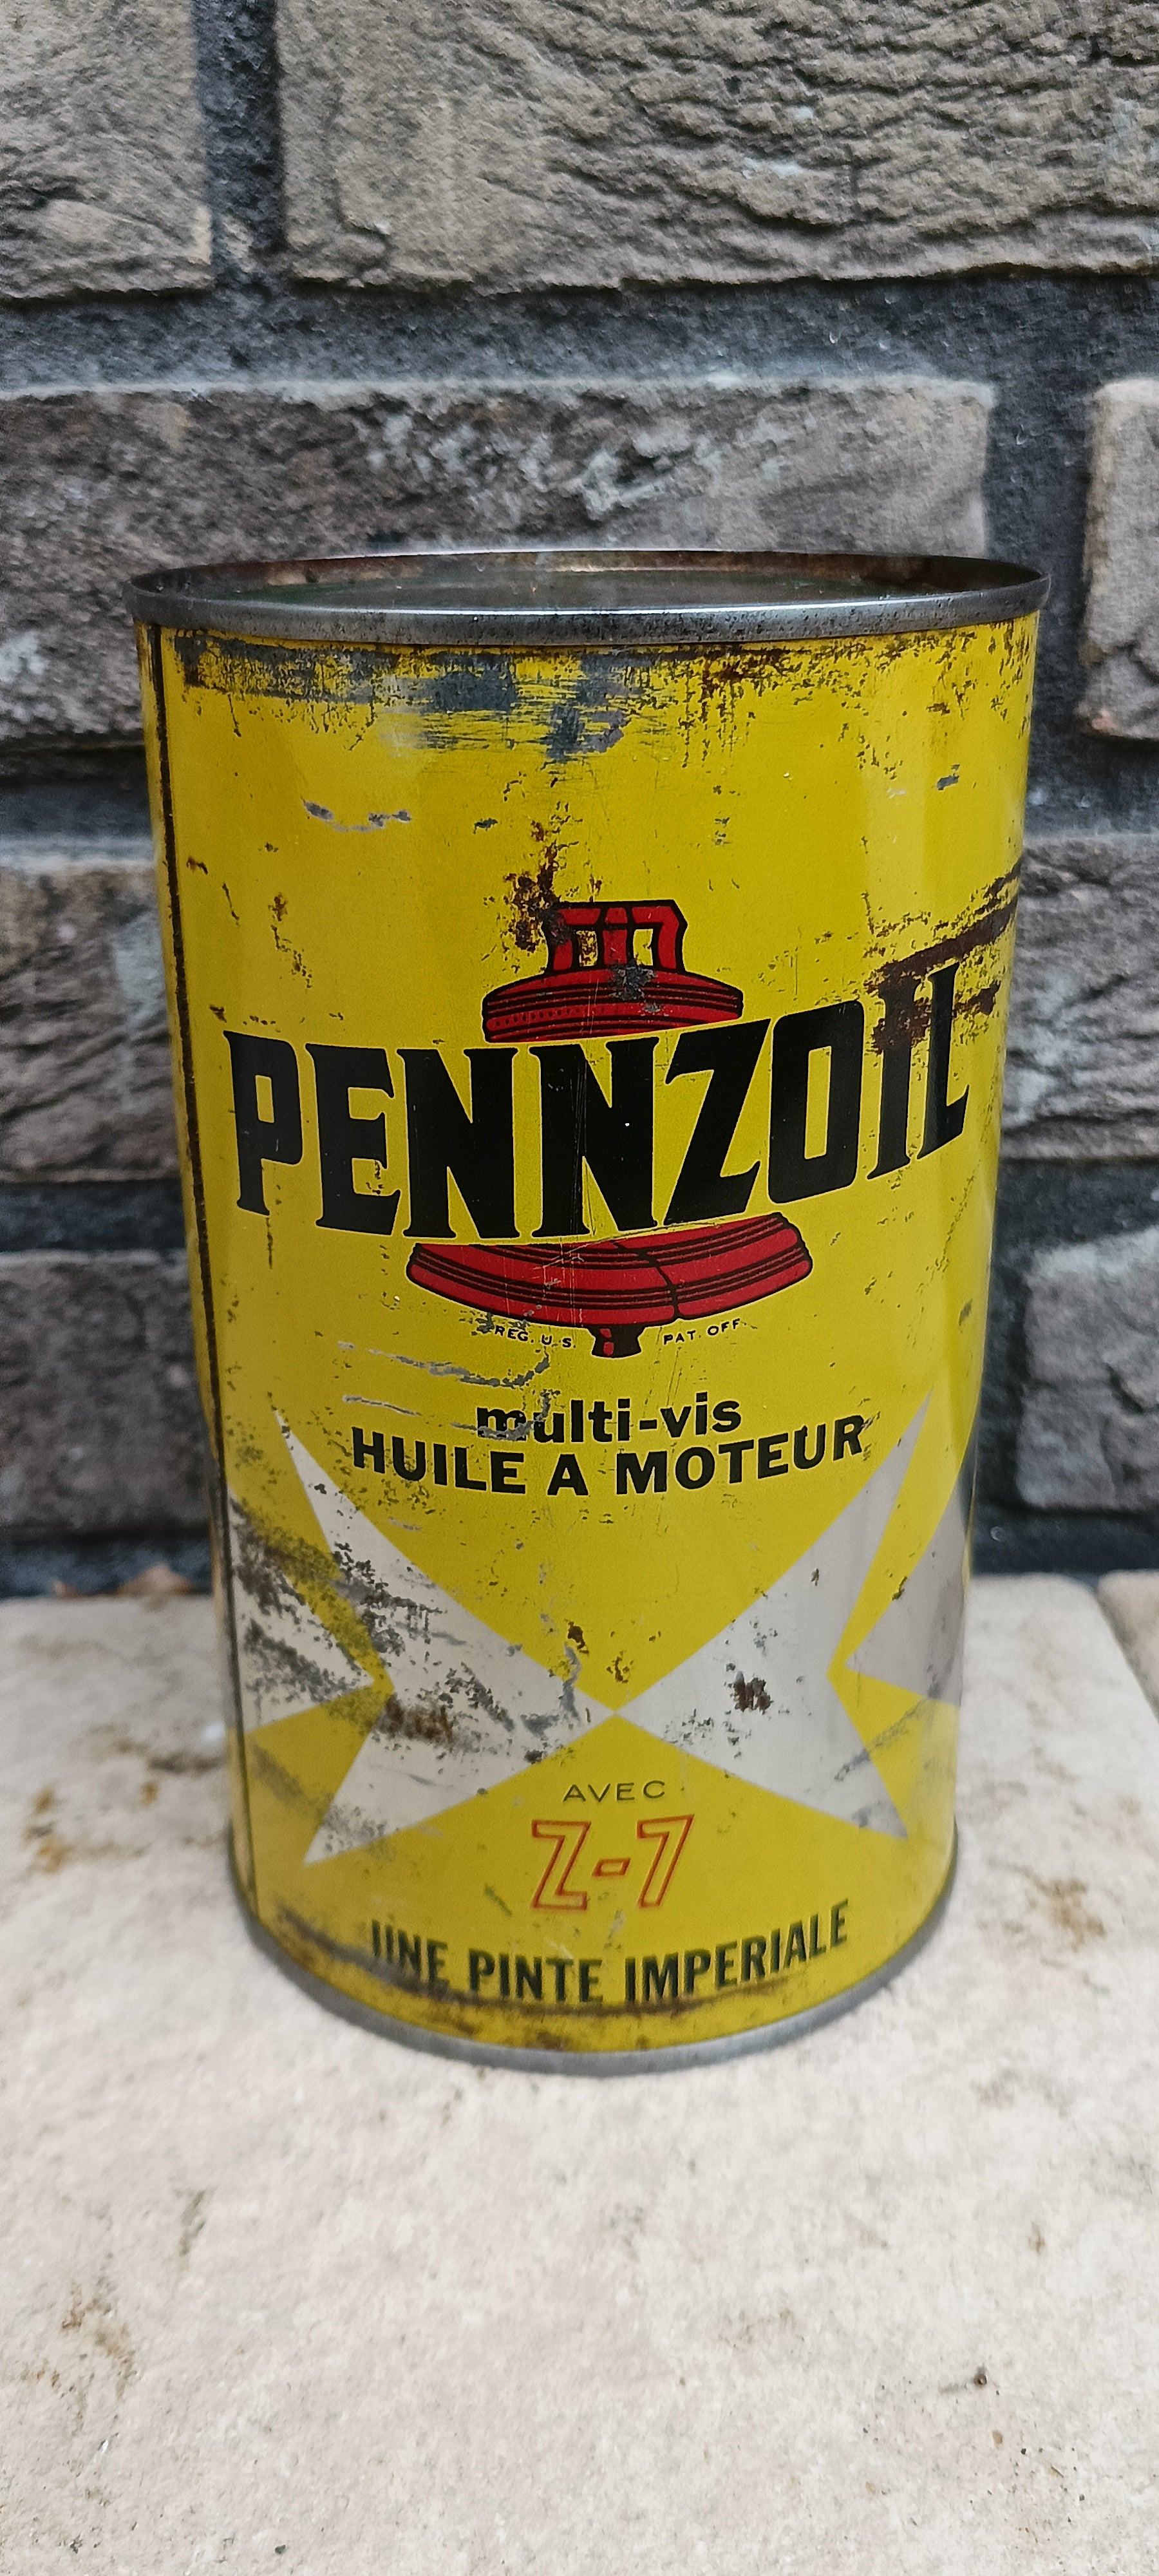 PENNZOIL
REG. U.S. PAT. OFF.
multi-vis
HUILE A MOTEUR
AVEC
Z-7
UNE PINTE IMPERIALE